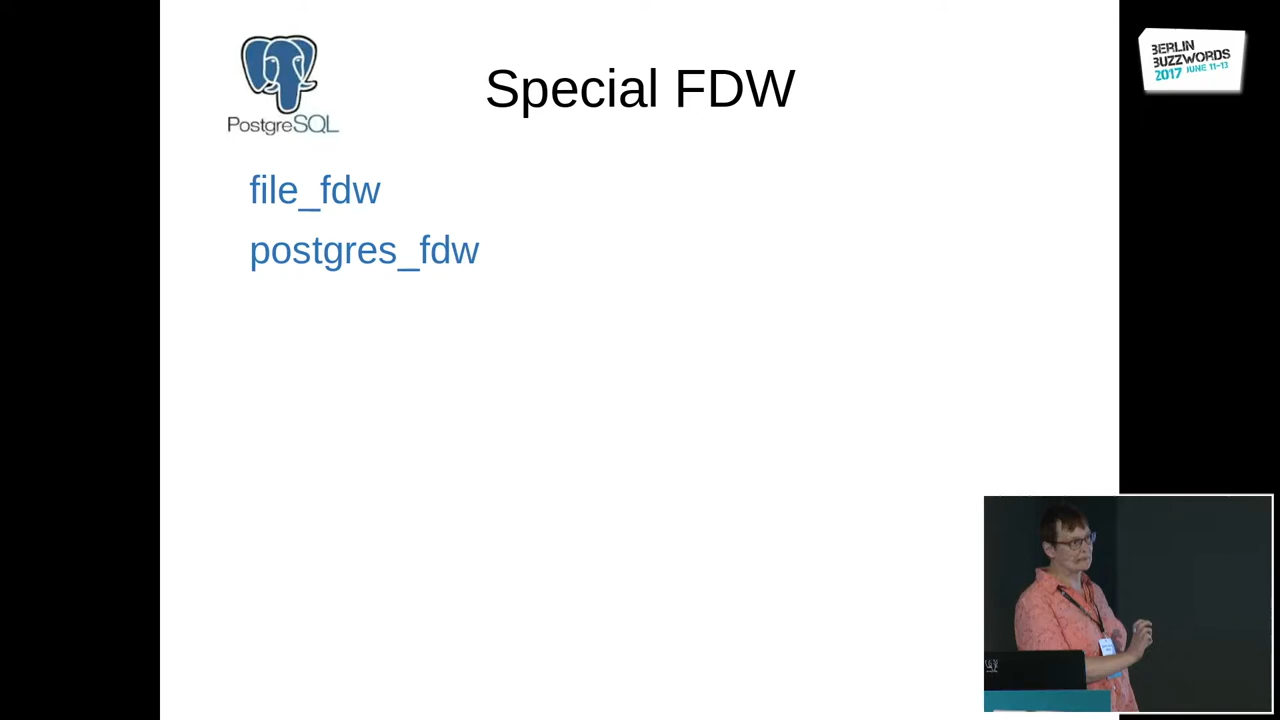 Special FDW
PostgreSQL
file_fdw
postgres_fdw
BERLIN
BUZZWORDS
2017 JUNE 11-13